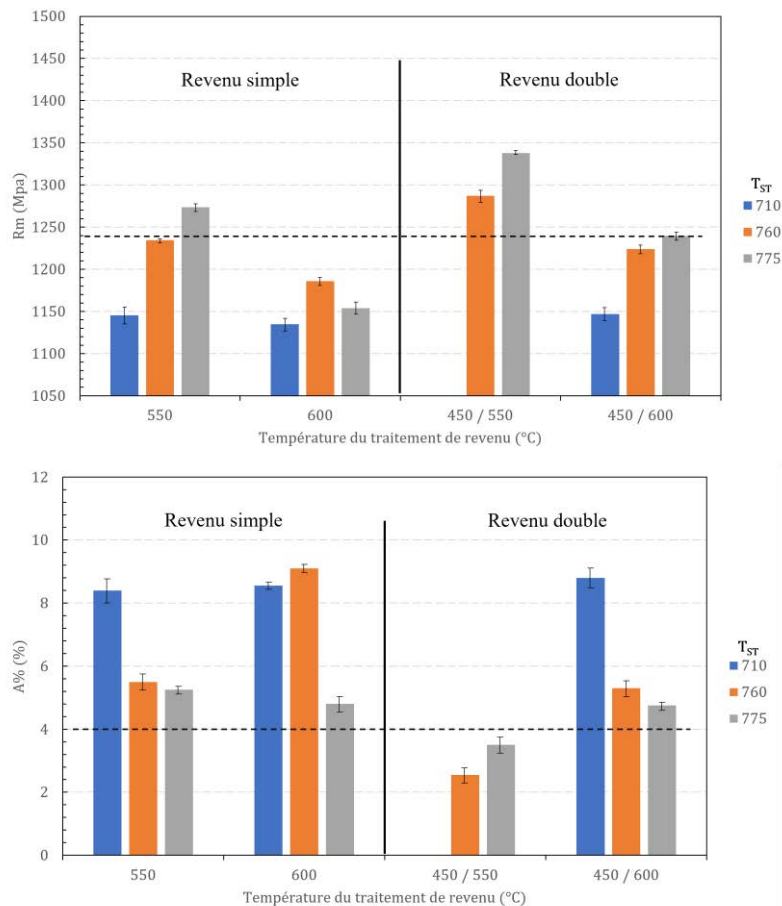 1500
1450
1400
1350
1300
1250
1200
1150
1100
1050
Rm (Mpa)
Revenu simple
Revenu double
T_ST
710
760
775
550
600
450 / 550
450 / 600
Température du traitement de revenu (°C)
12
10
8
6
4
2
0
A% (%)
Revenu simple
Revenu double
T_ST
710
760
775
550
600
450 / 550
450 / 600
Température du traitement de revenu (°C)